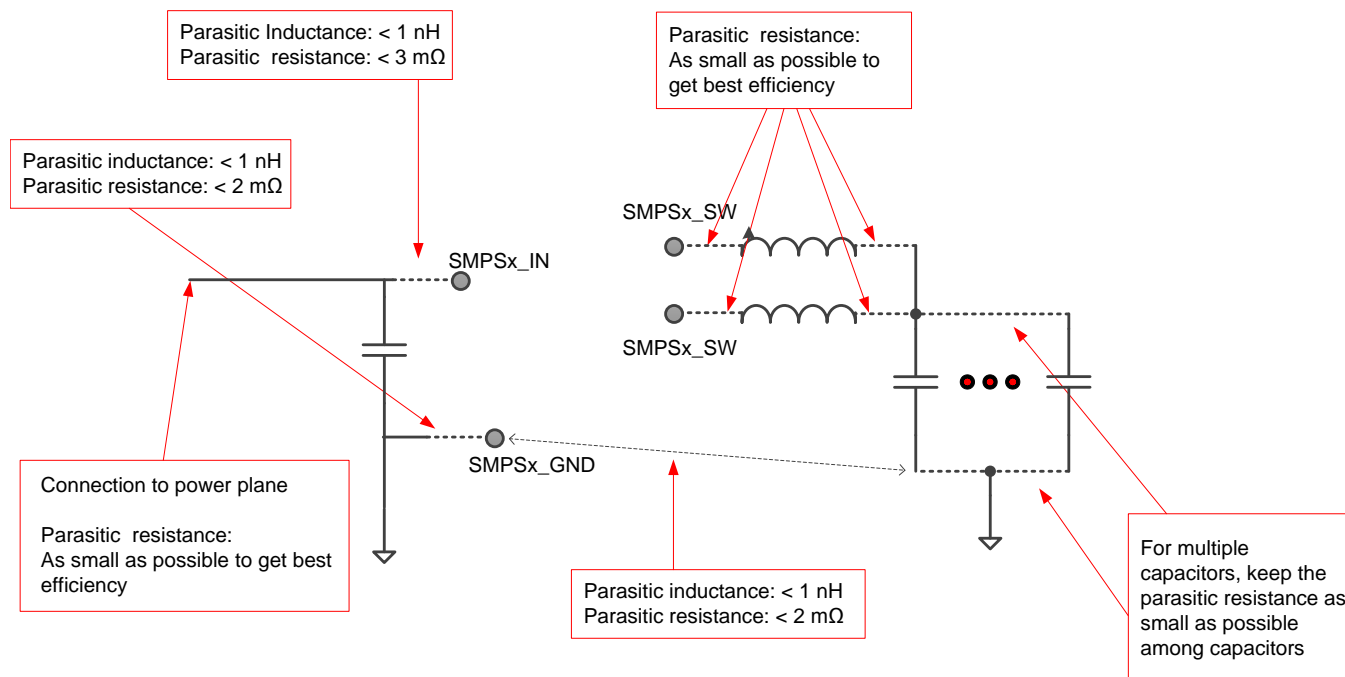 Parasitic Inductance: < 1 nH
Parasitic resistance: < 3 mΩ
Parasitic resistance:
As small as possible to
get best efficiency
Parasitic inductance: < 1 nH
Parasitic resistance: < 2 mΩ
SMPSx_SW
SMPSx_IN
SMPSx_SW
SMPSx_GND
Connection to power plane
Parasitic resistance:
As small as possible to get best
efficiency
Parasitic inductance: < 1 nH
Parasitic resistance: < 2 mΩ
For multiple
capacitors, keep the
parasitic resistance as
small as possible
among capacitors